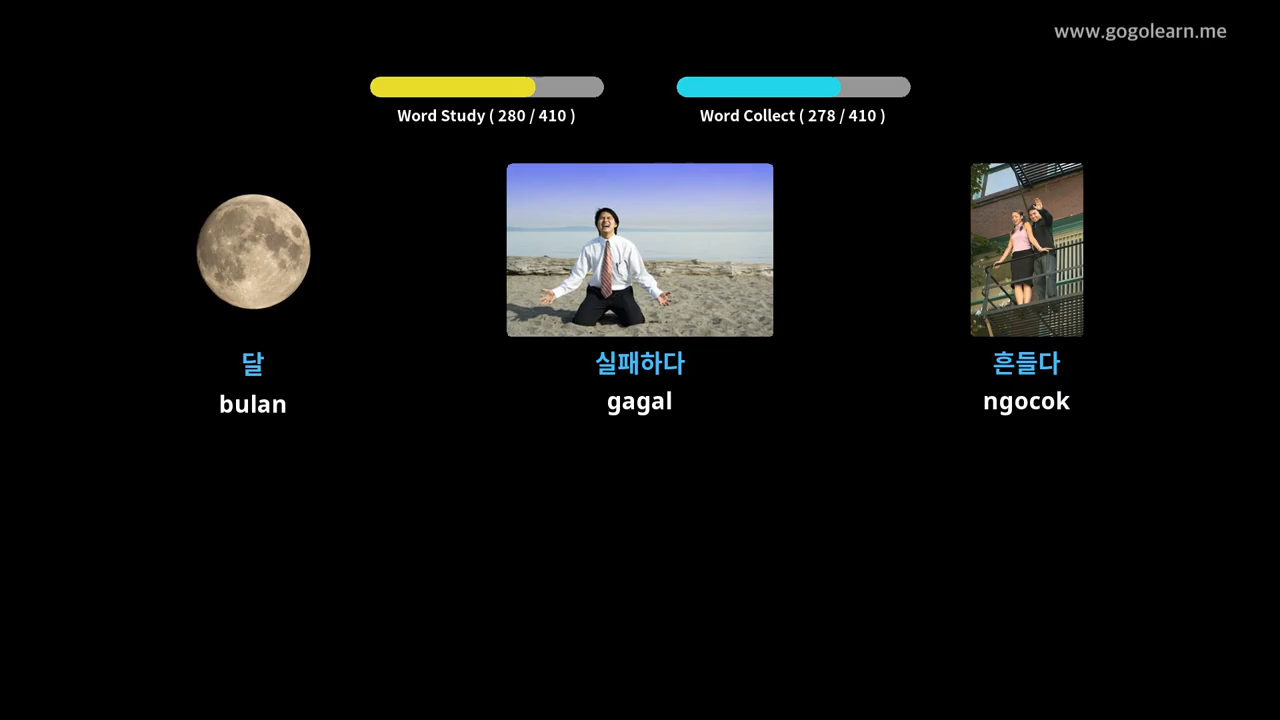 www.gogolearn.me
Word Study ( 280 / 410 )
Word Collect ( 278 / 410 )
달
실패하다
흔들다
bulan
gagal
ngocok